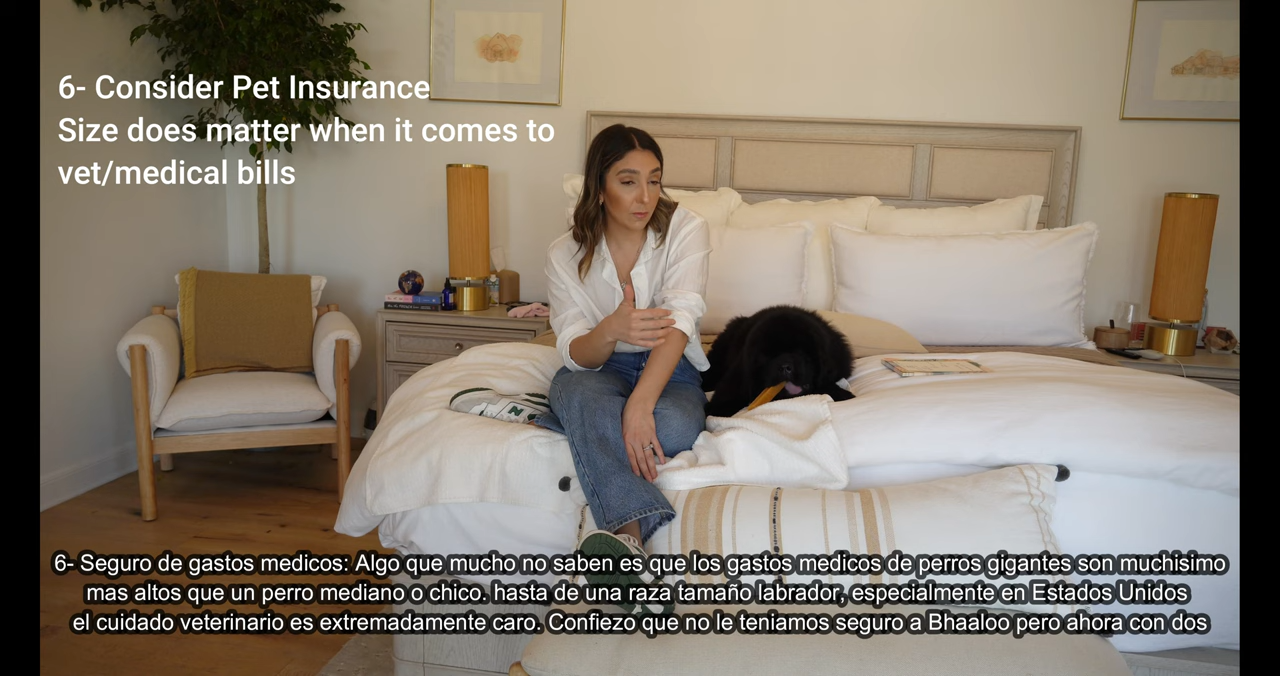 6- Consider Pet Insurance
Size does matter when it comes to
vet/medical bills
N
6- Seguro de gastos medicos: Algo que mucho no saben es que los gastos medicos de perros gigantes son muchisimo
mas altos que un perro mediano o chico. hasta de una raza tamaño labrador, especialmente en Estados Unidos
el cuidado veterinario es extremadamente caro. Confiezo que no le teniamos seguro a Bhaaloo pero ahora con dos